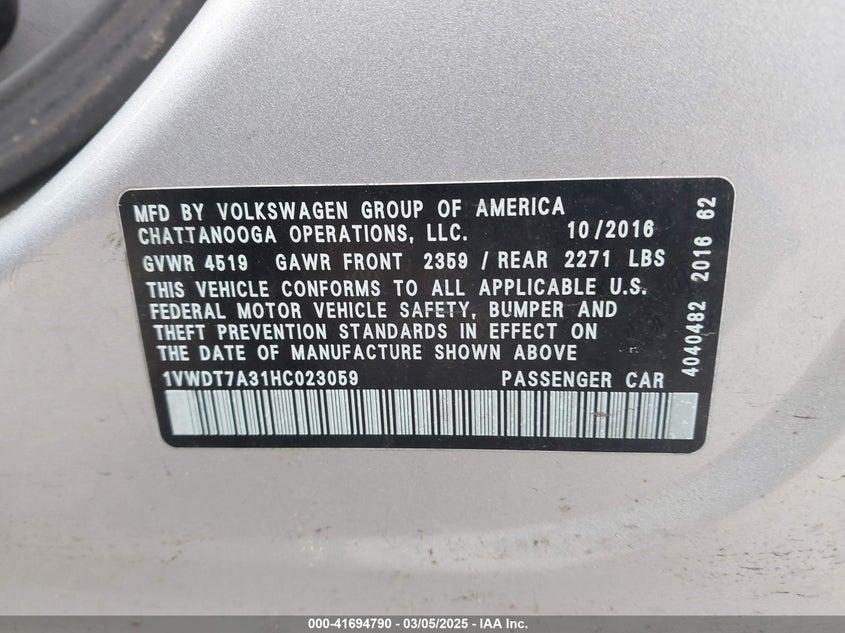 MFD BY VOLKSWAGEN GROUP OF AMERICA
CHATTANOOGA OPERATIONS, LLC. 10/2016
GVWR 4519 GAWR FRONT 2359 / REAR 2271 LBS
THIS VEHICLE CONFORMS TO ALL APPLICABLE U.S.
FEDERAL MOTOR VEHICLE SAFETY, BUMPER AND
THEFT PREVENTION STANDARDS IN EFFECT ON
THE DATE OF MANUFACTURE SHOWN ABOVE
1VWDT7A31HC023059 PASSENGER CAR
4040482 2016 62
000-41694790 — 03/05/2025 — IAA Inc.